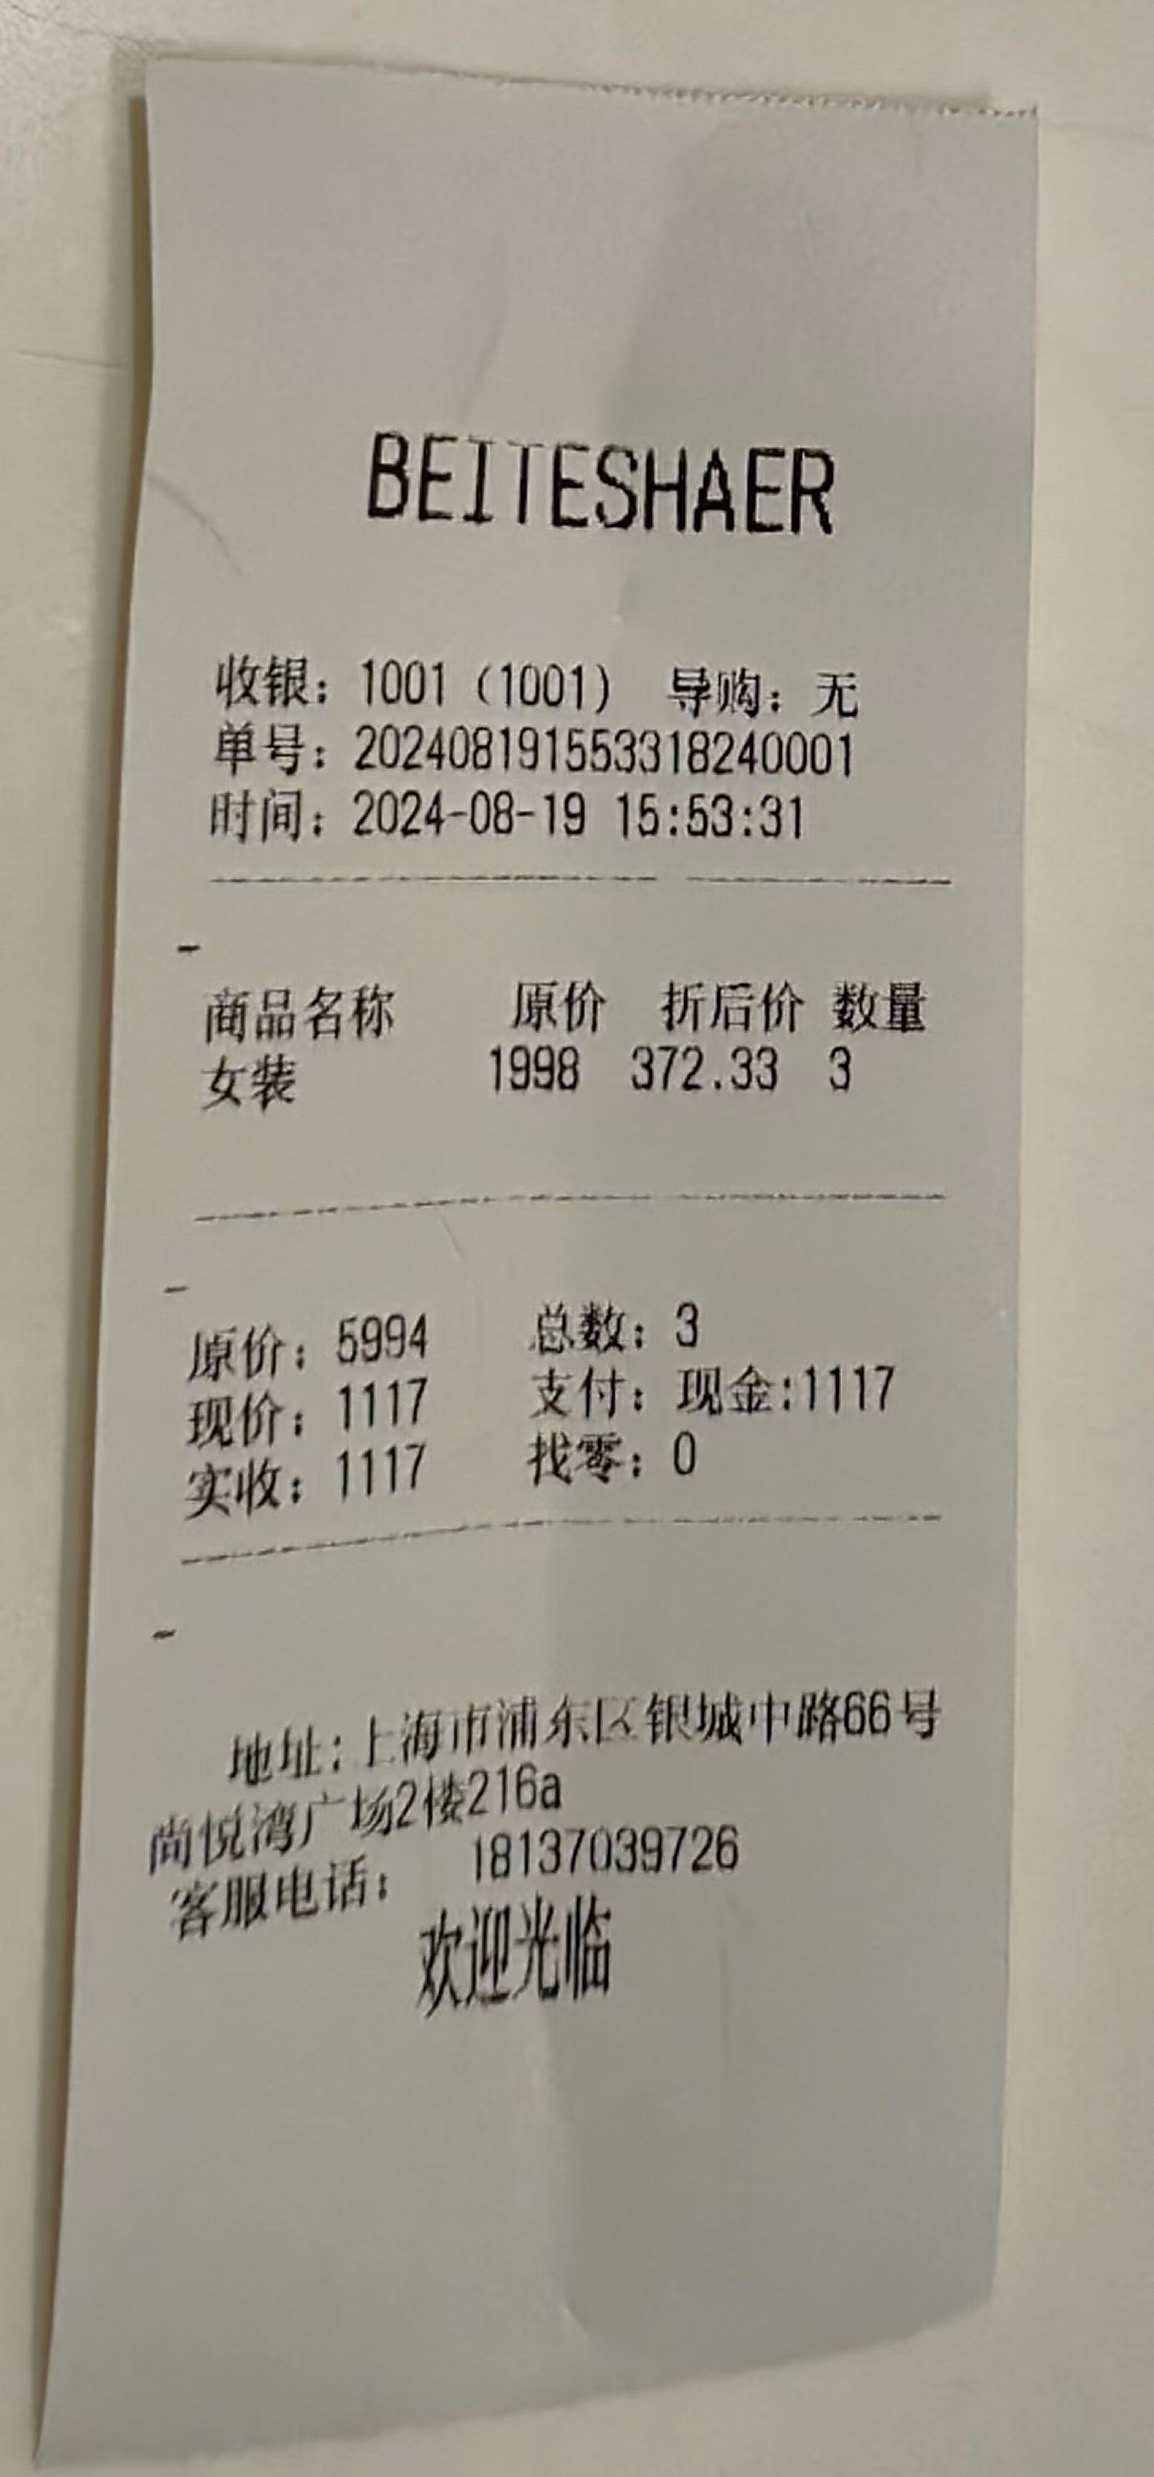 BEITESHAER
收银：1001（1001） 导购：无
单号：202408191553318240001
时间：2024-08-19 15:53:31
商品名称 原价 折后价 数量
女装 1998 372.33 3
原价：5994 总数：3
现价：1117 支付：现金:1117
实收：1117 找零：0
地址:上海市浦东区银城中路66号
尚悦湾广场2楼216a
客服电话： 18137039726
欢迎光临